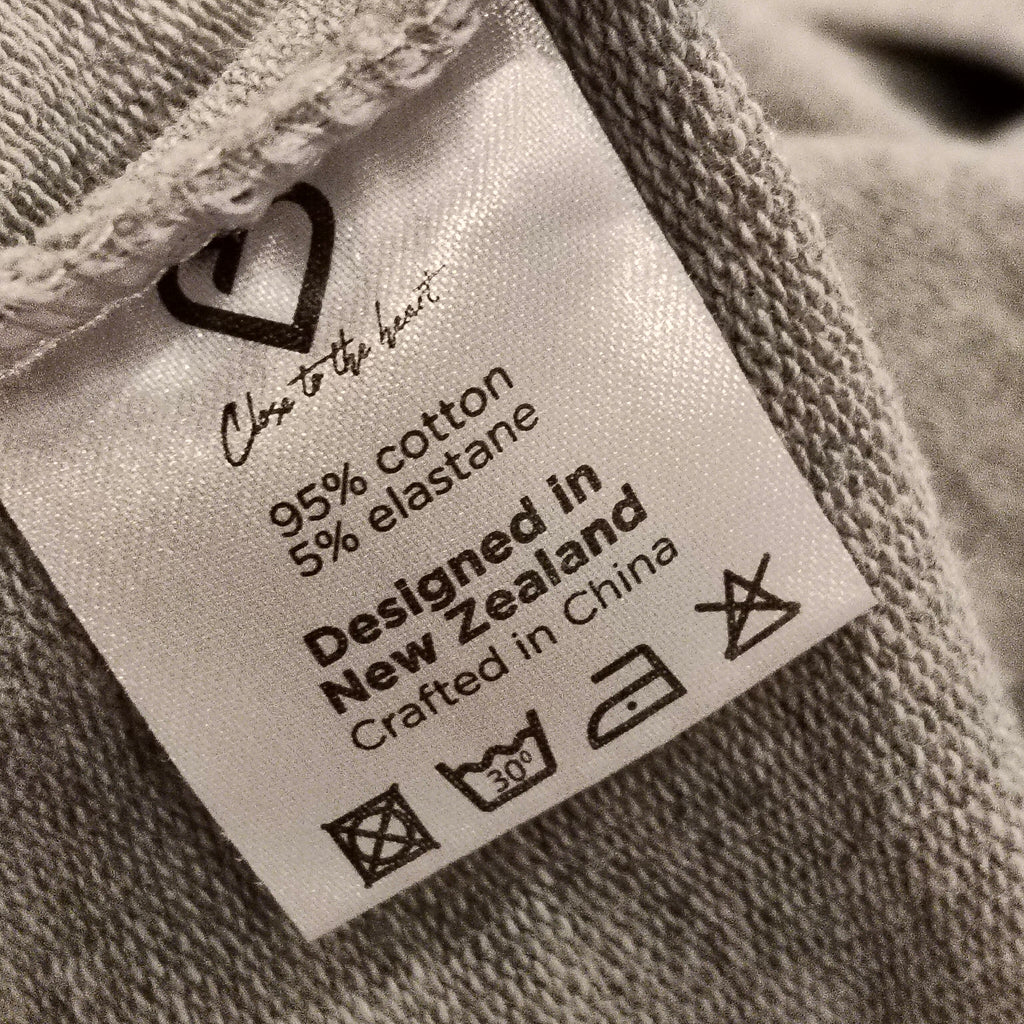 Close to the heart
95% cotton
5% elastane
Designed in
New Zealand
Crafted in China
30°